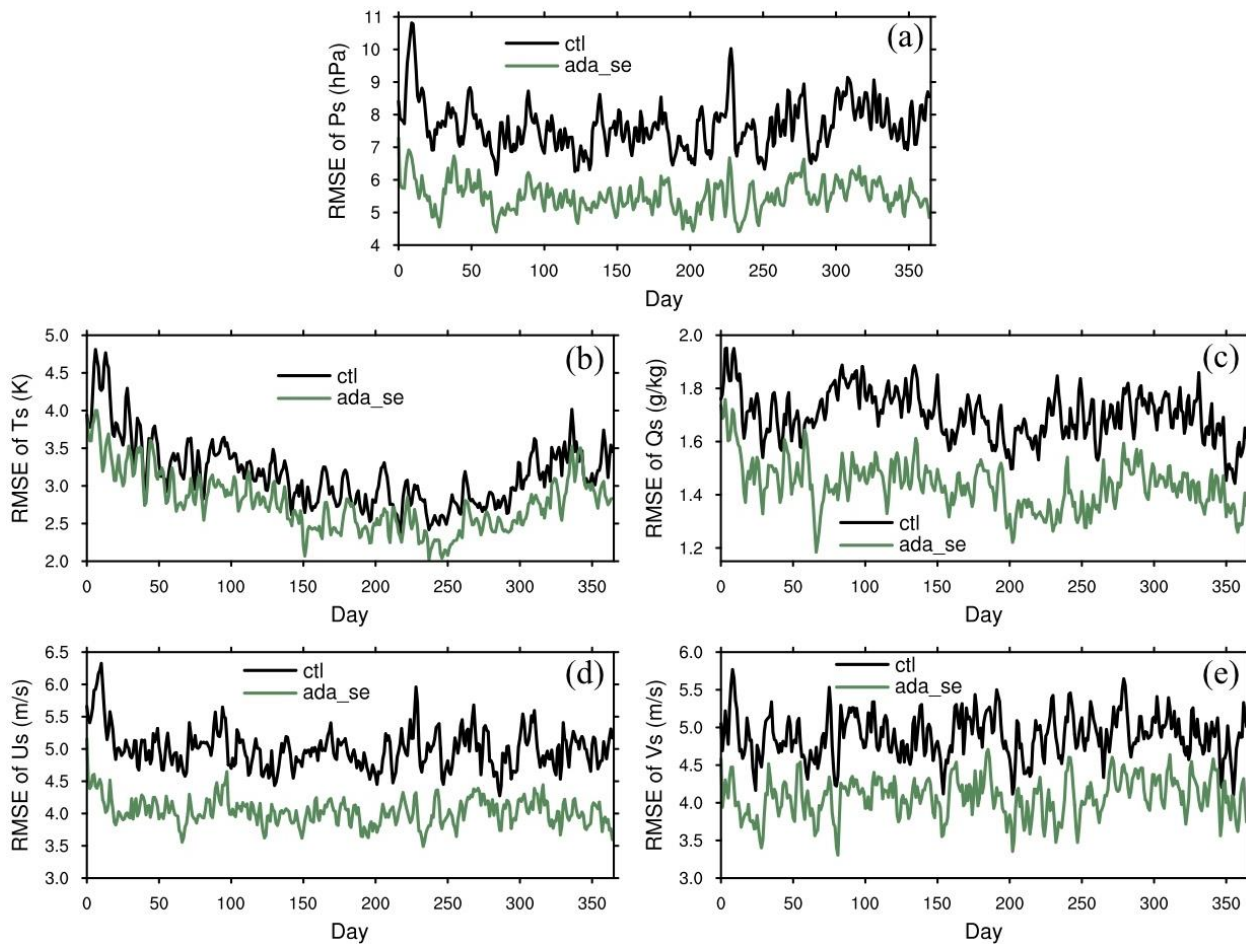 (a)
ctl
ada_se
RMSE of Ps (hPa)
11
10
9
8
7
6
5
4
0 50 100 150 200 250 300 350
Day
(b)
ctl
ada_se
RMSE of Ts (K)
5.0
4.5
4.0
3.5
3.0
2.5
2.0
0 50 100 150 200 250 300 350
Day
(c)
RMSE of Qs (g/kg)
2.0
1.8
1.6
1.4
1.2
ctl
ada_se
0 50 100 150 200 250 300 350
Day
(d)
ctl
ada_se
RMSE of Us (m/s)
6.5
6.0
5.5
5.0
4.5
4.0
3.5
3.0
0 50 100 150 200 250 300 350
Day
(e)
ctl
ada_se
RMSE of Vs (m/s)
6.0
5.5
5.0
4.5
4.0
3.5
3.0
0 50 100 150 200 250 300 350
Day